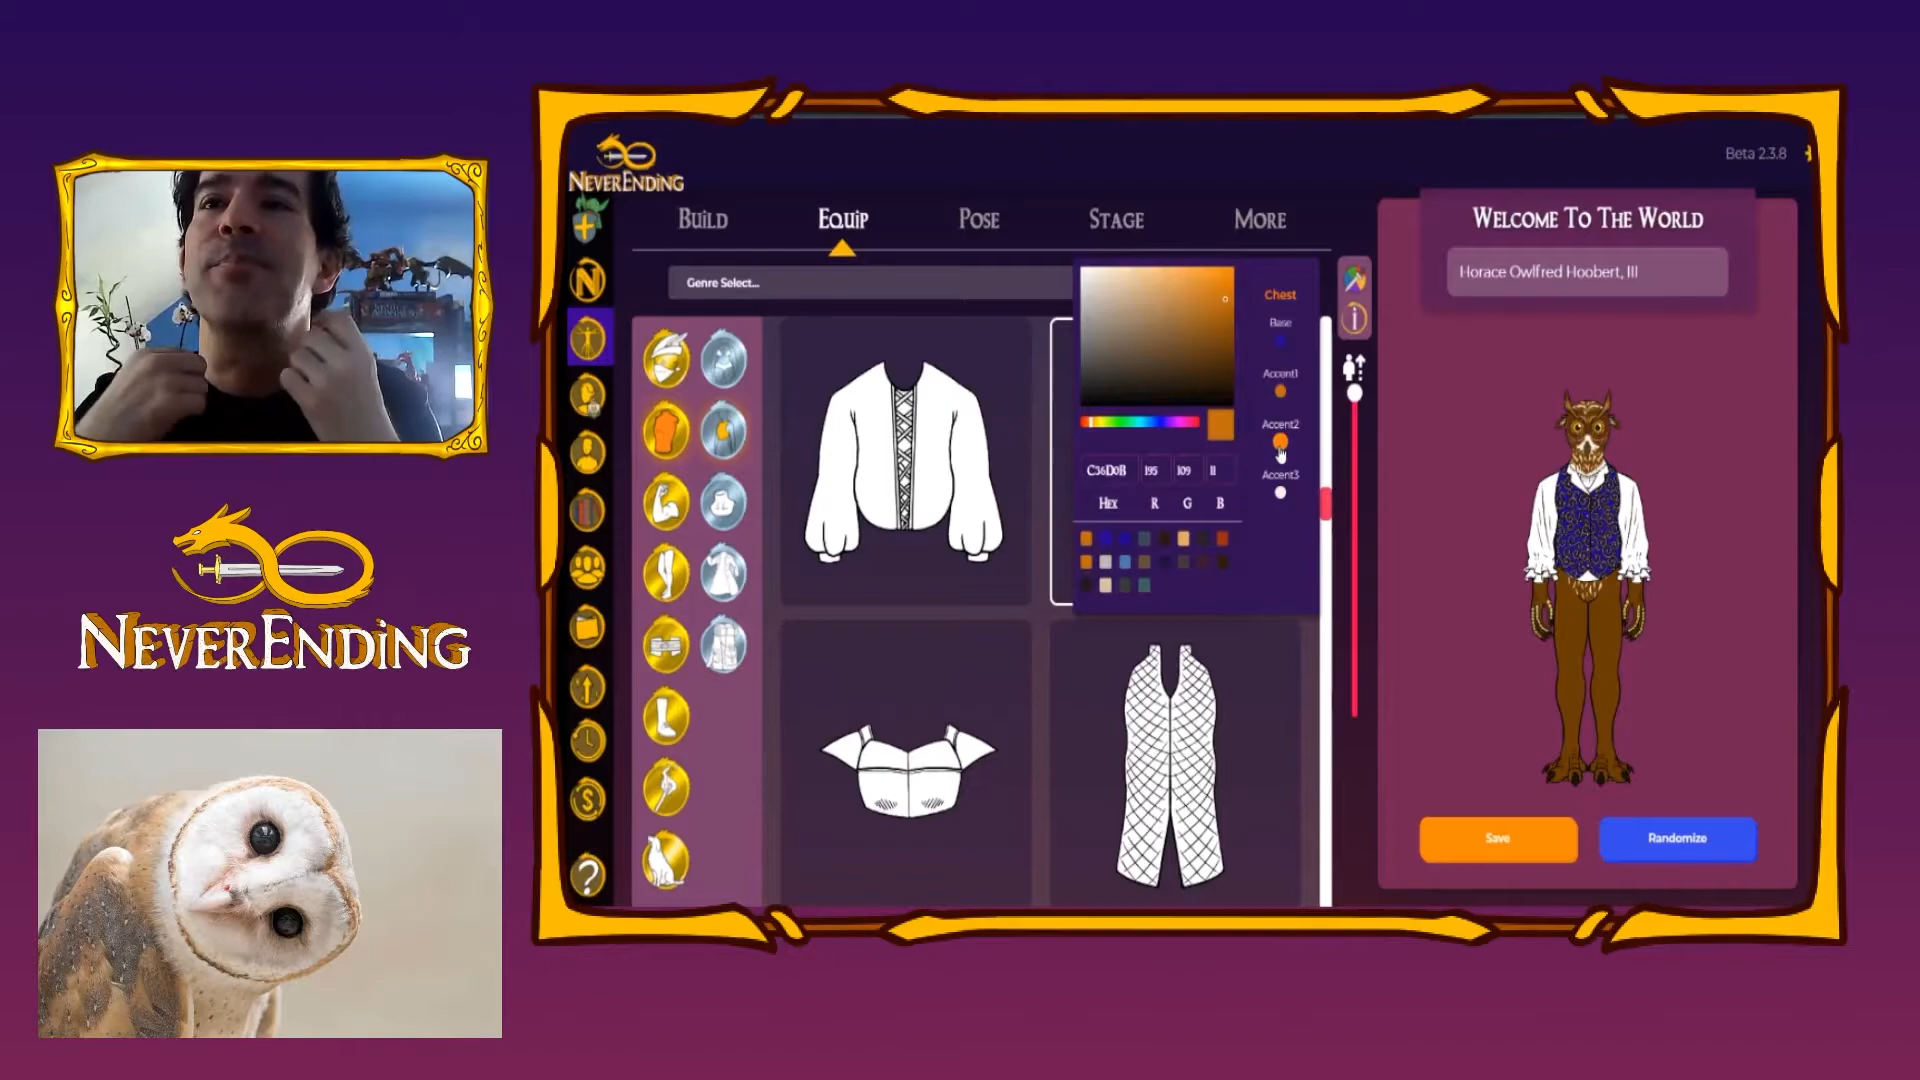 NEVERENDING
Beta 2.3.8
BUILD
EQUIP
POSE
STAGE
MORE
WELCOME TO THE WORLD
Horace Owlfred Hoobert, III
Genre Select...
Chest
Base
Accent1
Accent2
Accent3
C36D0B 195 109 11
HEX R G B
Save
Randomize
NEVERENDING